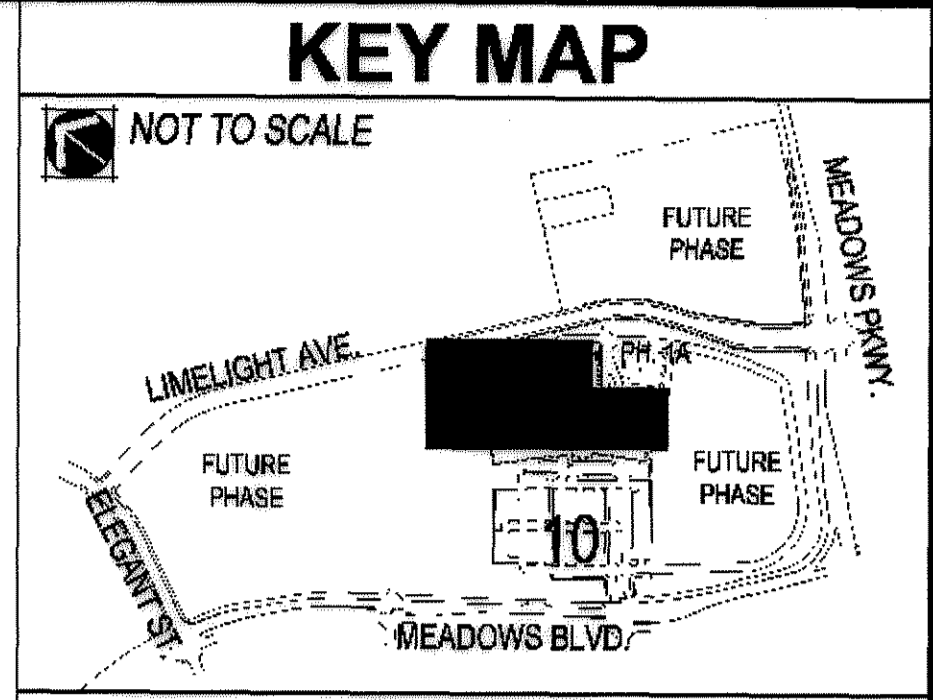 KEY MAP
NOT TO SCALE
FUTURE
PHASE
MEADOWS PKWY.
LIMELIGHT AVE.
PH. 1A
FUTURE
PHASE
FUTURE
PHASE
ELEGANT ST.
10
MEADOWS BLVD.